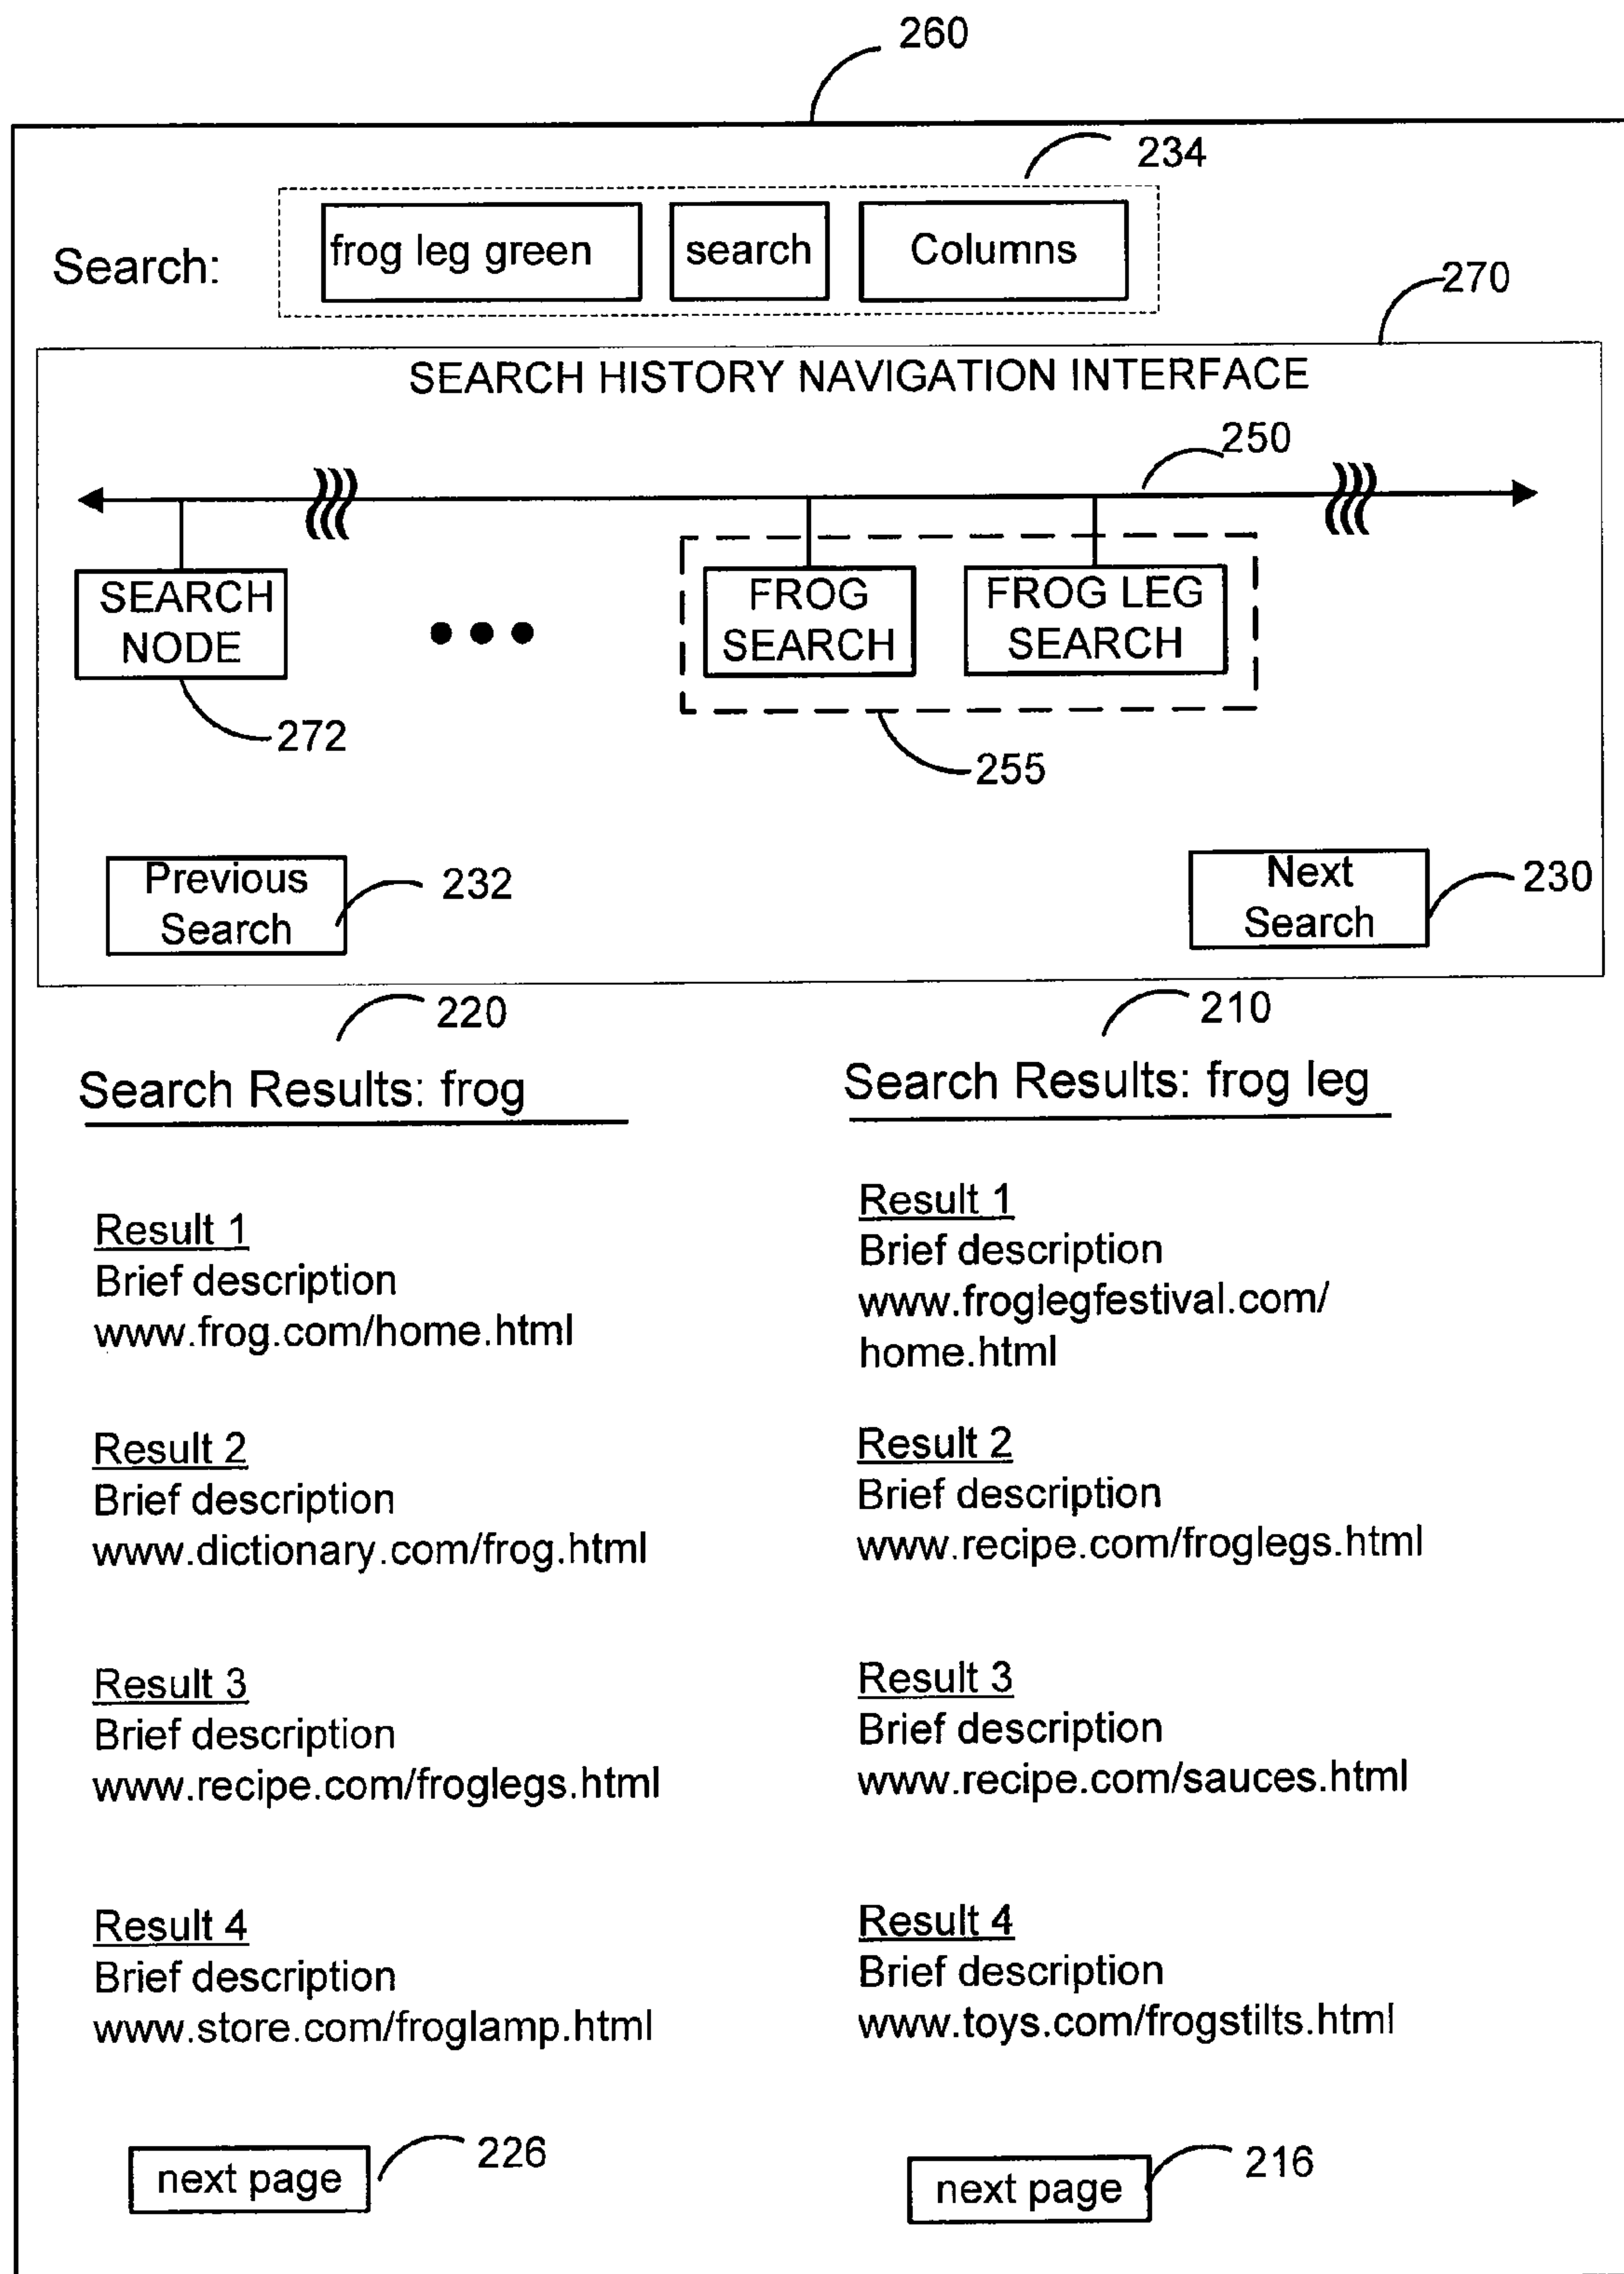 260
234
Search:
frog leg green
search
Columns
270
SEARCH HISTORY NAVIGATION INTERFACE
250
SEARCH
NODE
FROG
SEARCH
FROG LEG
SEARCH
272
255
Previous
Search
232
Next
Search
230
220
Search Results: frog
Result 1
Brief description
www.frog.com/home.html
Result 2
Brief description
www.dictionary.com/frog.html
Result 3
Brief description
www.recipe.com/froglegs.html
Result 4
Brief description
www.store.com/froglamp.html
next page
226
210
Search Results: frog leg
Result 1
Brief description
www.froglegfestival.com/
home.html
Result 2
Brief description
www.recipe.com/froglegs.html
Result 3
Brief description
www.recipe.com/sauces.html
Result 4
Brief description
www.toys.com/frogstilts.html
next page
216